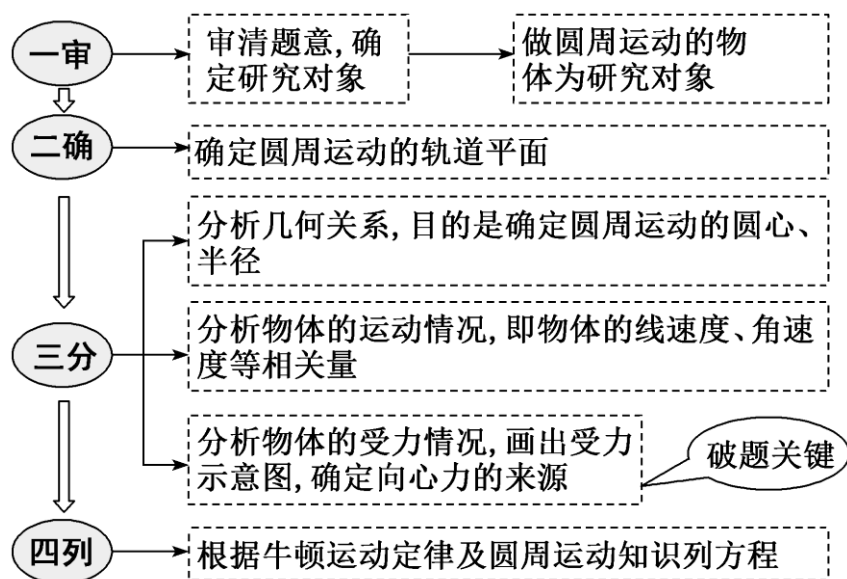 一审
审清题意,确
定研究对象
做圆周运动的物
体为研究对象
二确
确定圆周运动的轨道平面
分析几何关系,目的是确定圆周运动的圆心、
半径
三分
分析物体的运动情况,即物体的线速度、角速
度等相关量
分析物体的受力情况,画出受力
示意图,确定向心力的来源
破题关键
四列
根据牛顿运动定律及圆周运动知识列方程